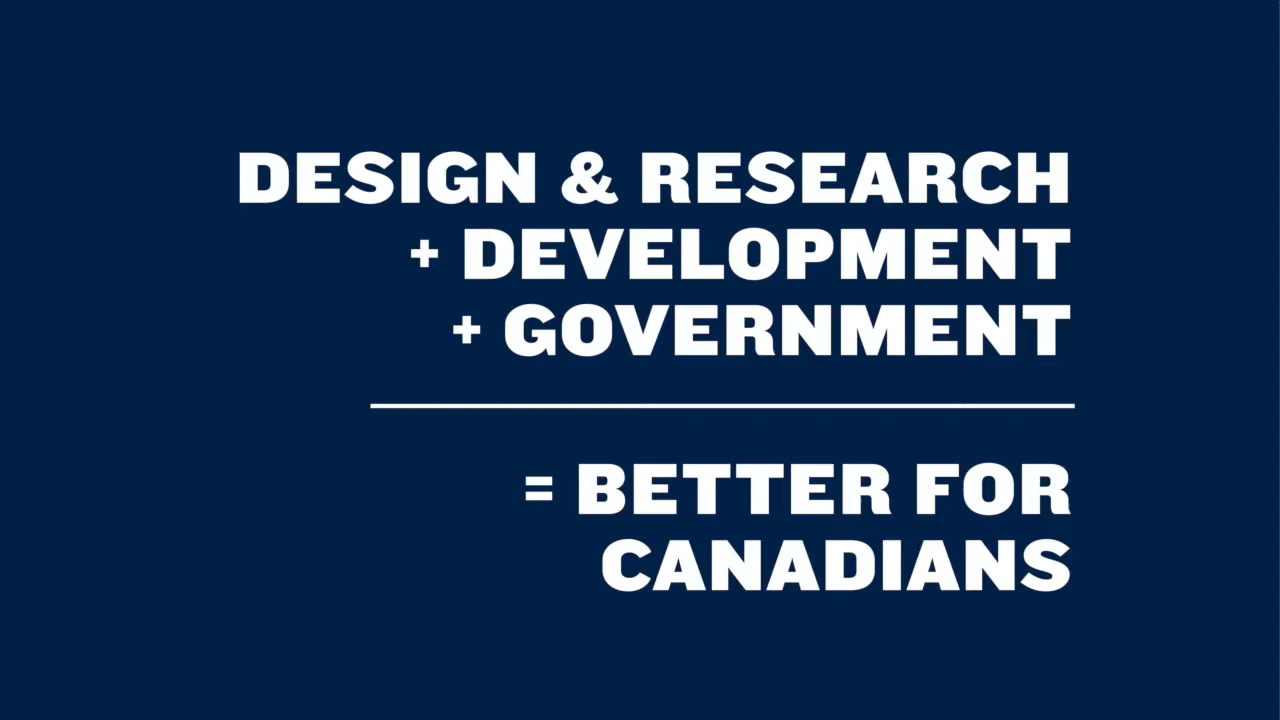 DESIGN & RESEARCH
+ DEVELOPMENT
+ GOVERNMENT
= BETTER FOR
CANADIANS